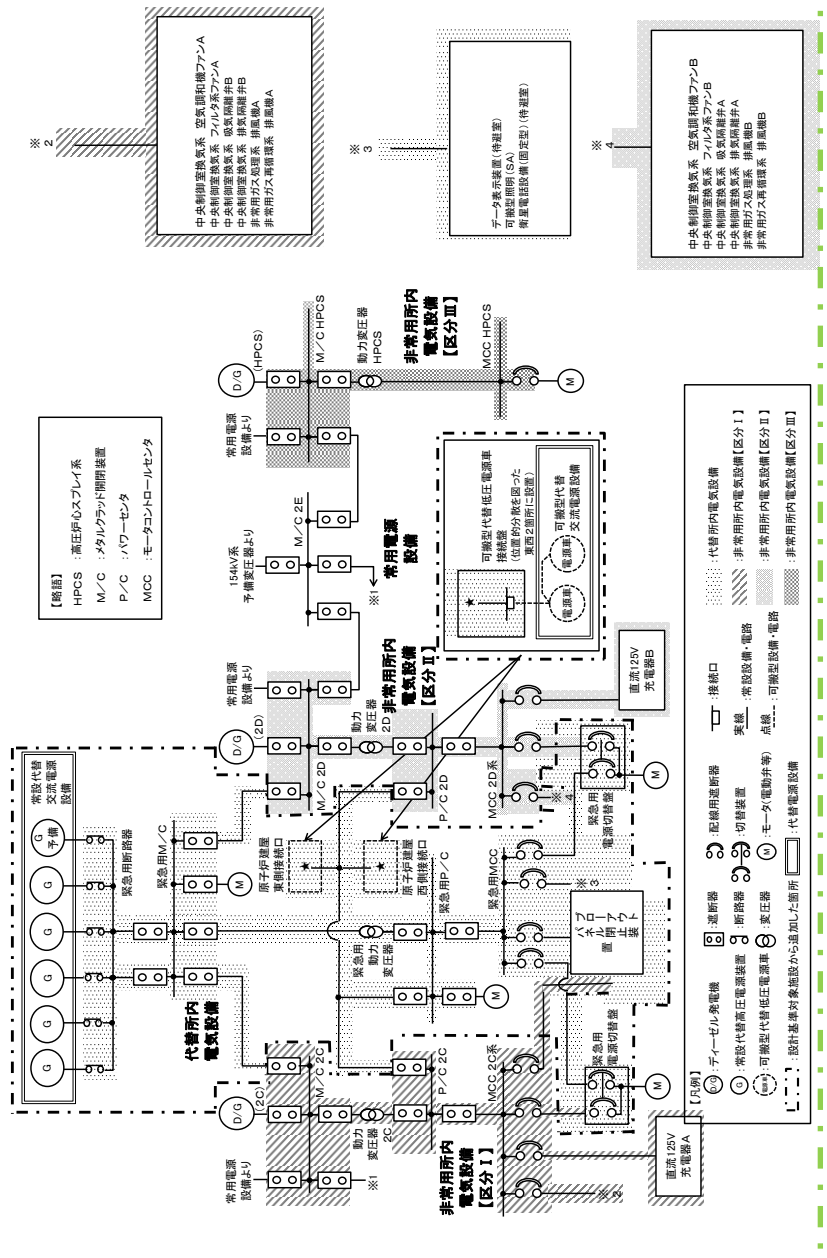 ※2
中央制御室換気系 空気調和機ファンA
中央制御室換気系 フィルタ系ファンA
中央制御室換気系 吸気隔離弁B
中央制御室換気系 排気隔離弁B
非常用ガス処理系 排風機A
非常用ガス再循環系 排風機A
※3
データ表示装置(待避室)
可搬型照明(SA)
衛星電話設備(固定型)(待避室)
※4
中央制御室換気系 空気調和機ファンB
中央制御室換気系 フィルタ系ファンB
中央制御室換気系 吸気隔離弁A
中央制御室換気系 排気隔離弁A
非常用ガス処理系 排風機B
非常用ガス再循環系 排風機B
【略語】
HPCS :高圧炉心スプレイ系
M/C :メタルクラッド開閉装置
P/C :パワーセンタ
MCC :モータコントロールセンタ
常設代替
交流電源
設備
G
G
G
G
G
G
予備
緊急用断路器
緊急用M/C
M
代替所内
電気設備
常用電源
設備より
D/G
(2C)
M/C 2C
※1
動力
変圧器
2C
P/C 2C
非常用所内
電気設備
【区分Ⅰ】
MCC 2C系
※2
直流125V
充電器A
緊急用
電源切替盤
M
緊急用
動力
変圧器
緊急用P/C
M
緊急用MCC
※3
ブローアウト
パネル閉止装
置
原子炉建屋
東側接続口
★
原子炉建屋
西側接続口
★
D/G
(2D)
常用電源
設備より
M/C 2D
動力
変圧器
2D
非常用所内
電気設備
【区分Ⅱ】
P/C 2D
MCC 2D系
※4
緊急用
電源切替盤
M
直流125V
充電器B
154kV系
予備変圧器より
M/C 2E
※1
常用電源
設備
常用電源
設備より
D/G
(HPCS)
M/C HPCS
動力変圧器
HPCS
非常用所内
電気設備
【区分Ⅲ】
MCC HPCS
M
可搬型代替低圧電源車
接続盤
(位置的分散を図った
東西2箇所に設置)
★
可搬型代替
交流電源設備
電源車
電源車
【凡例】
D/G :ディーゼル発電機
G :常設代替高圧電源装置
電源車 :可搬型代替低圧電源車
:設計基準対象施設から追加した箇所
:遮断器
:断路器
:変圧器
:配線用遮断器
:切替装置
M :モータ(電動弁等)
:代替電源設備
:接続口
実線 :常設設備・電路
点線 :可搬型設備・電路
:代替所内電気設備
:非常用所内電気設備【区分Ⅰ】
:非常用所内電気設備【区分Ⅱ】
:非常用所内電気設備【区分Ⅲ】